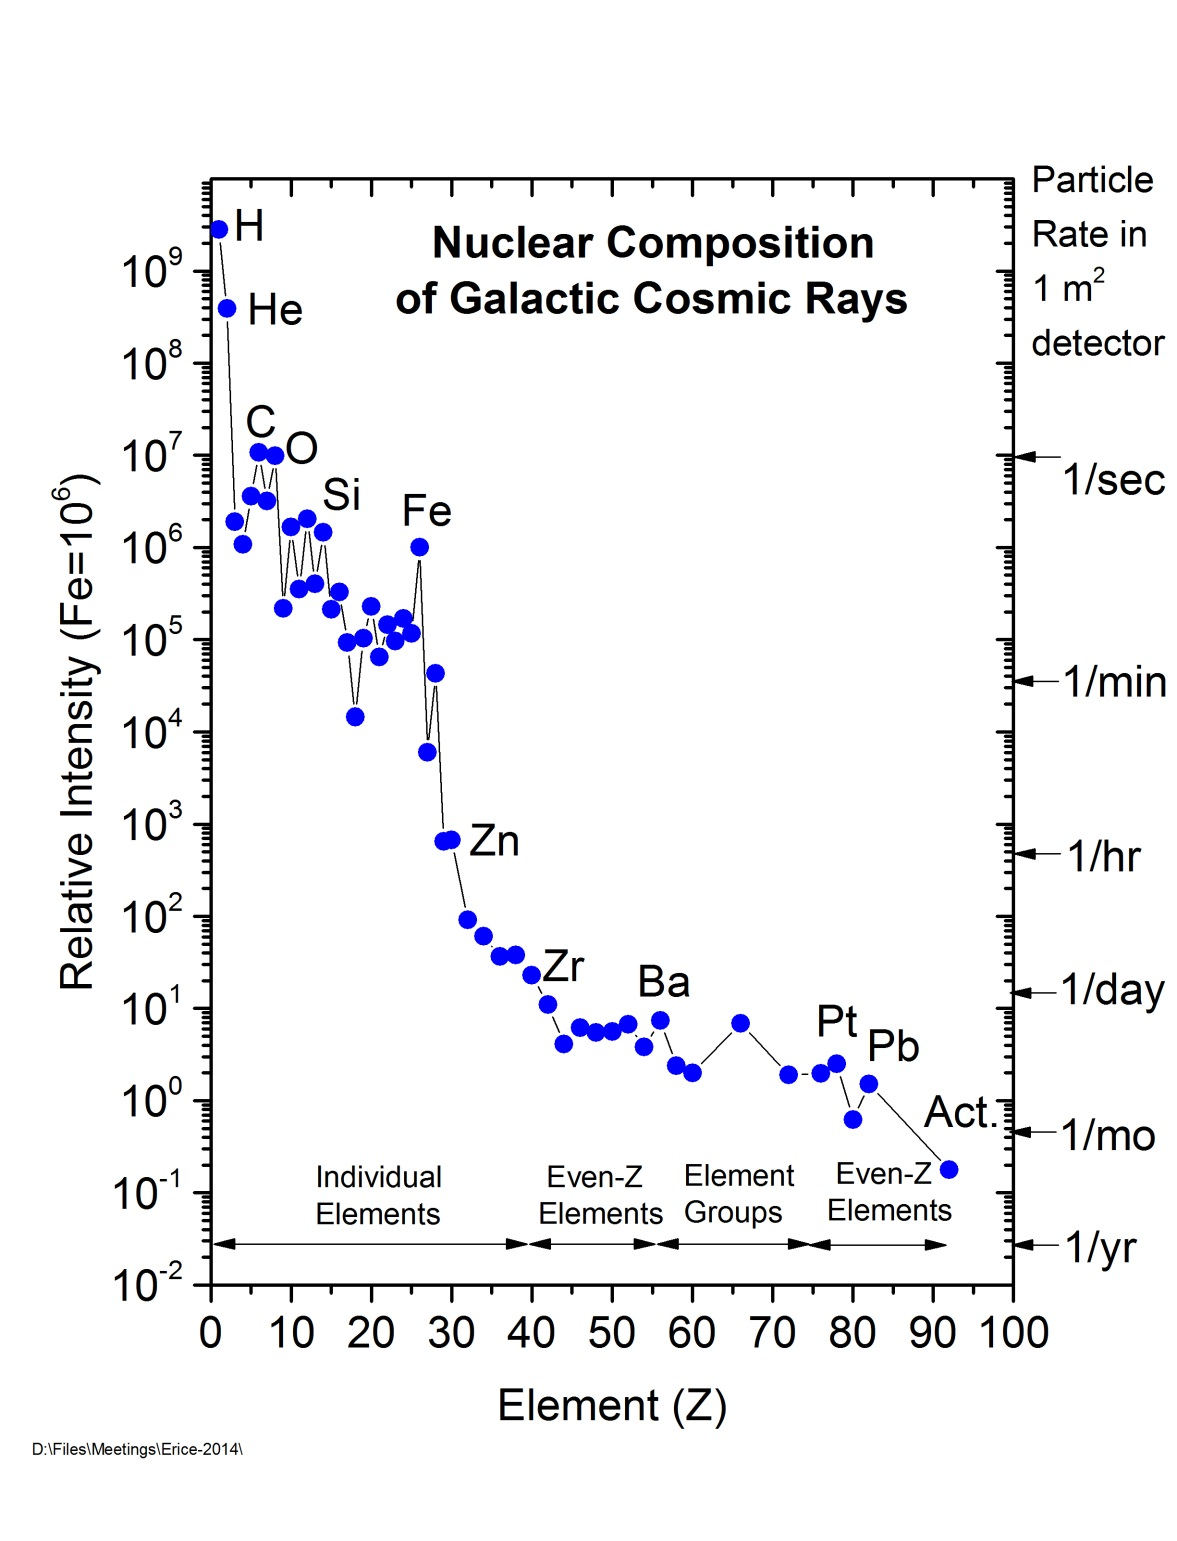 Nuclear Composition
of Galactic Cosmic Rays
Particle
Rate in
1 m²
detector
Relative Intensity (Fe=10⁶)
10⁹
10⁸
10⁷
10⁶
10⁵
10⁴
10³
10²
10¹
10⁰
10⁻¹
10⁻²
H
He
C
O
Si
Fe
Zn
Zr
Ba
Pt
Pb
Act.
1/sec
1/min
1/hr
1/day
1/mo
1/yr
Individual
Elements
Even-Z
Elements
Element
Groups
Even-Z
Elements
0 10 20 30 40 50 60 70 80 90 100
Element (Z)
D:\Files\Meetings\Erice-2014\